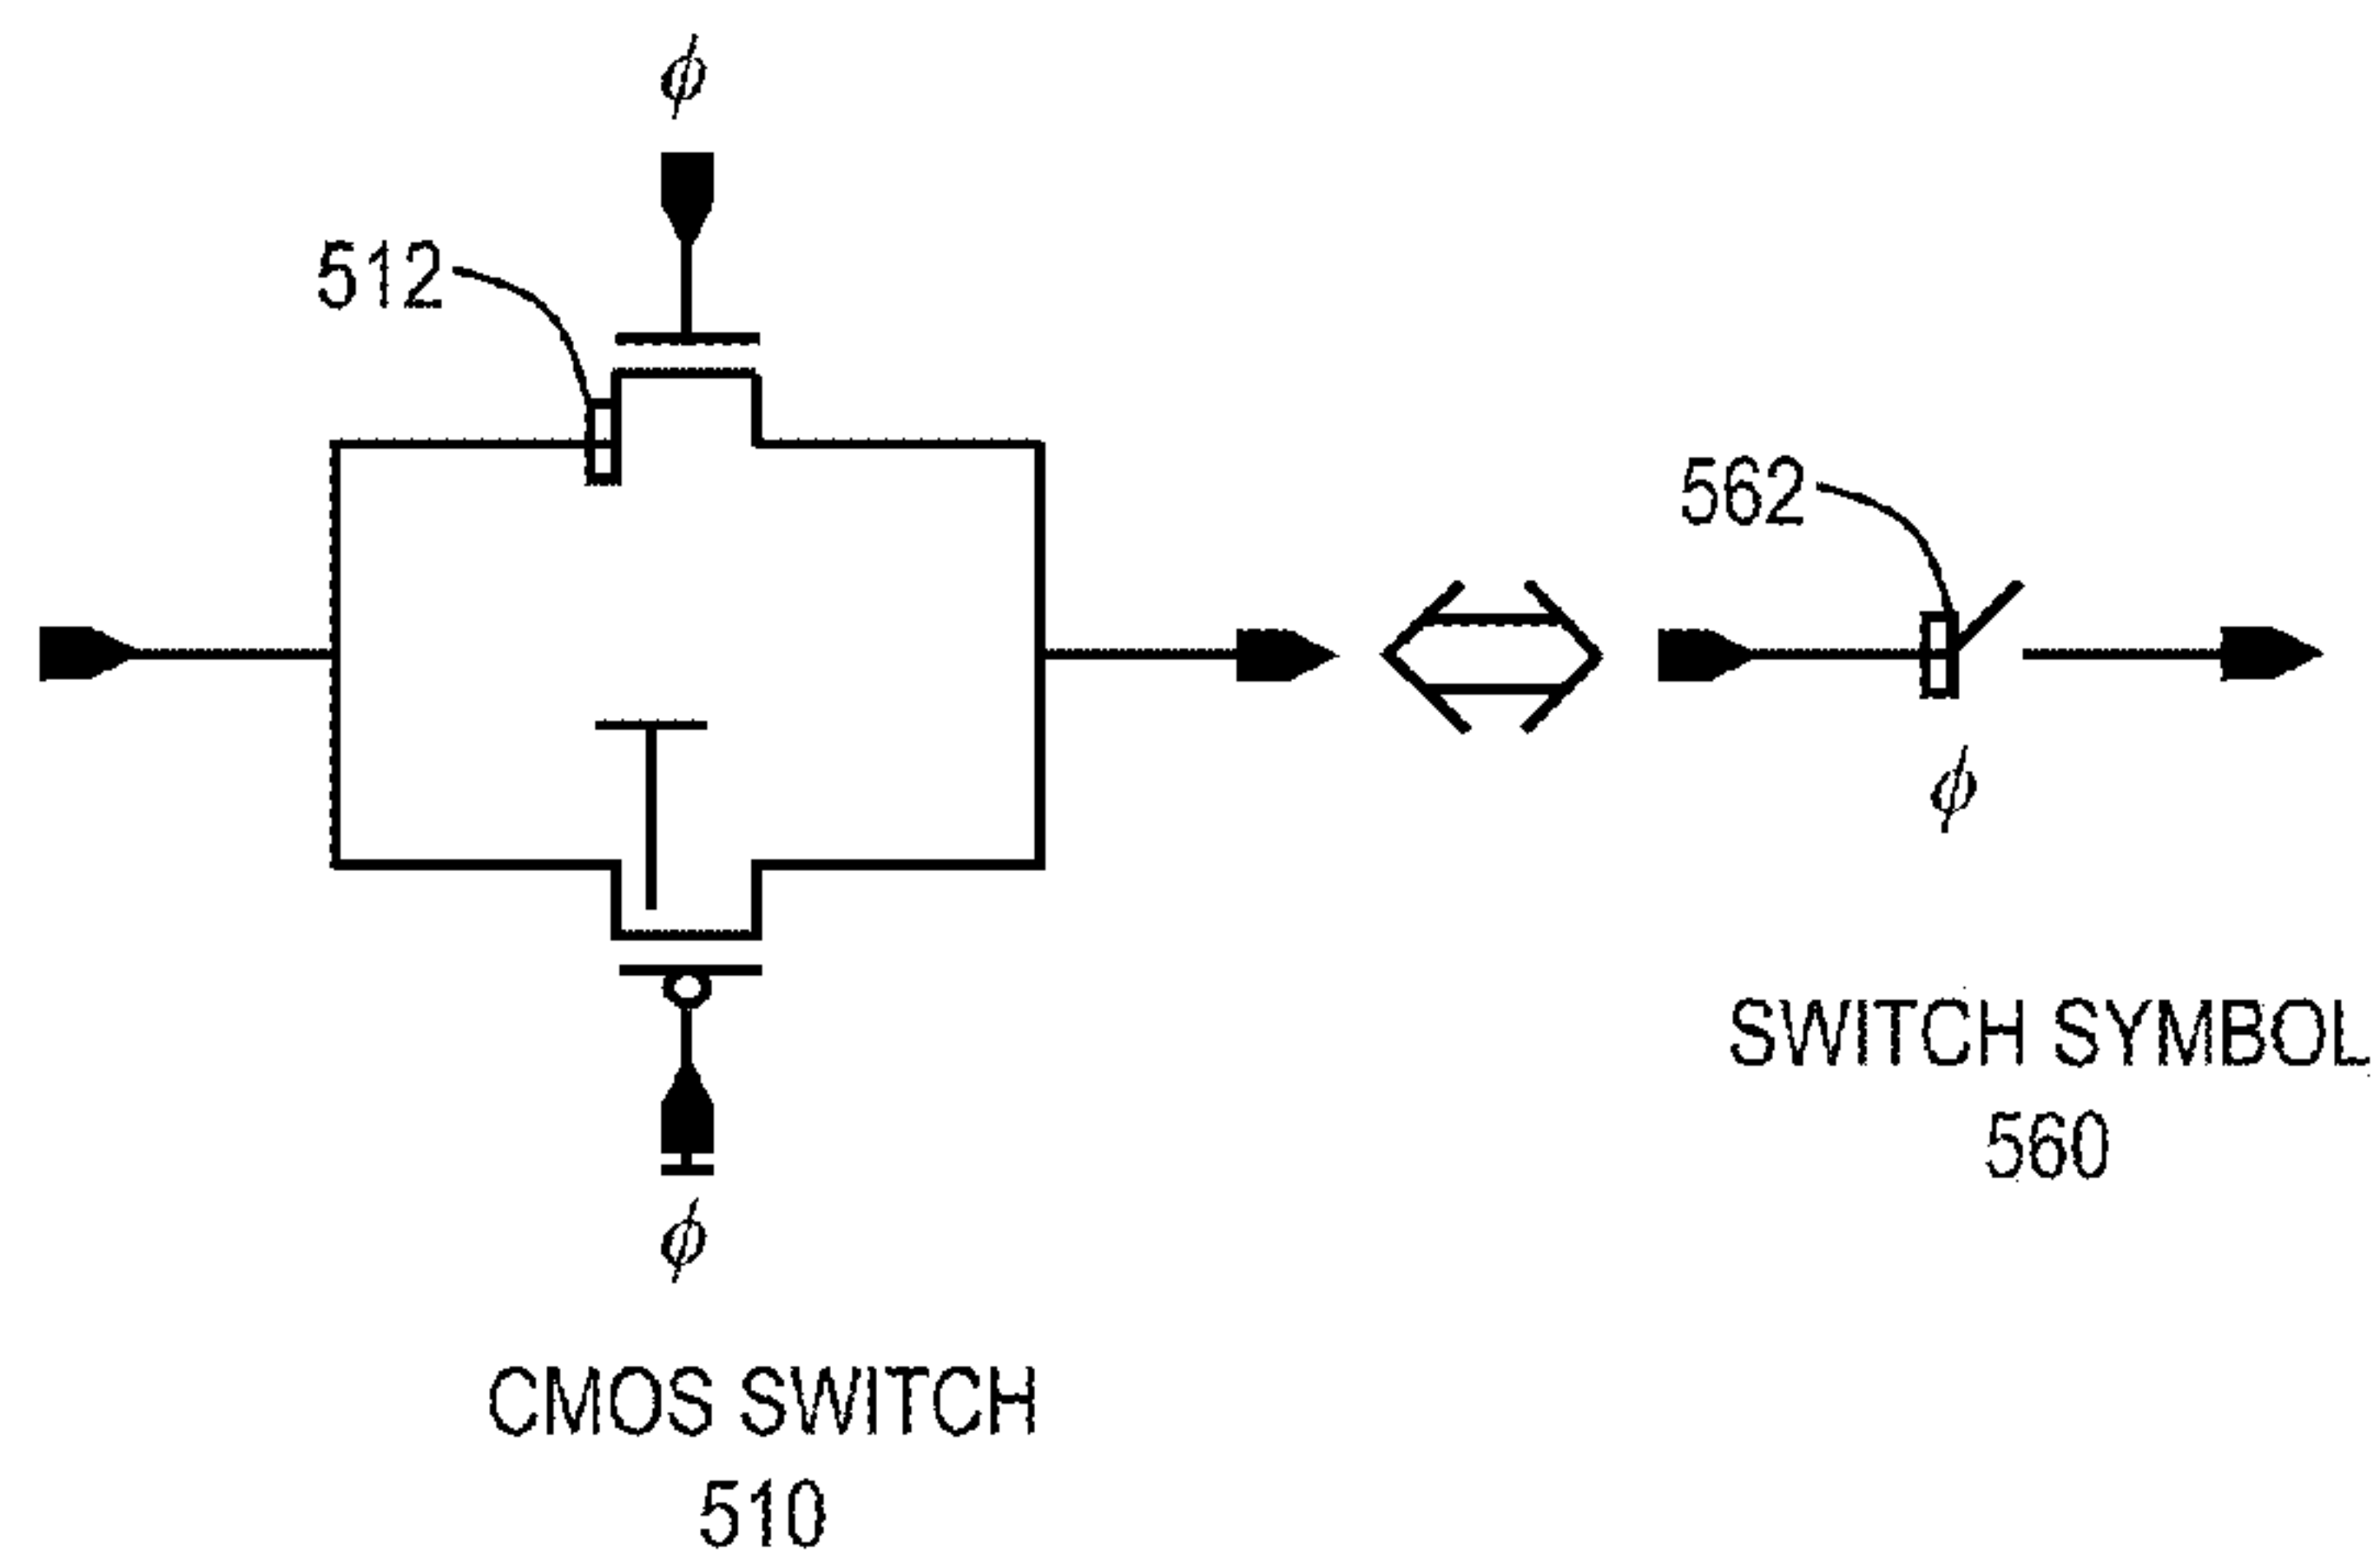 ϕ
512
562
ϕ
SWITCH SYMBOL
560
ϕ
CMOS SWITCH
510